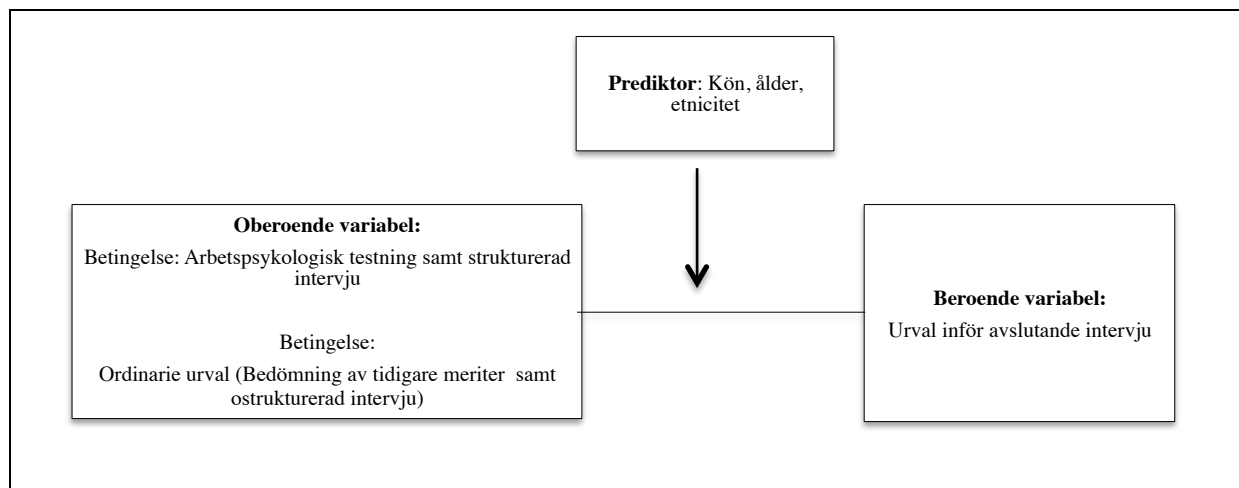 Prediktor: Kön, ålder,
etnicitet
Oberoende variabel:
Betingelse: Arbetspsykologisk testning samt strukturerad
intervju
Betingelse:
Ordinarie urval (Bedömning av tidigare meriter samt
ostrukturerad intervju)
Beroende variabel:
Urval inför avslutande intervju